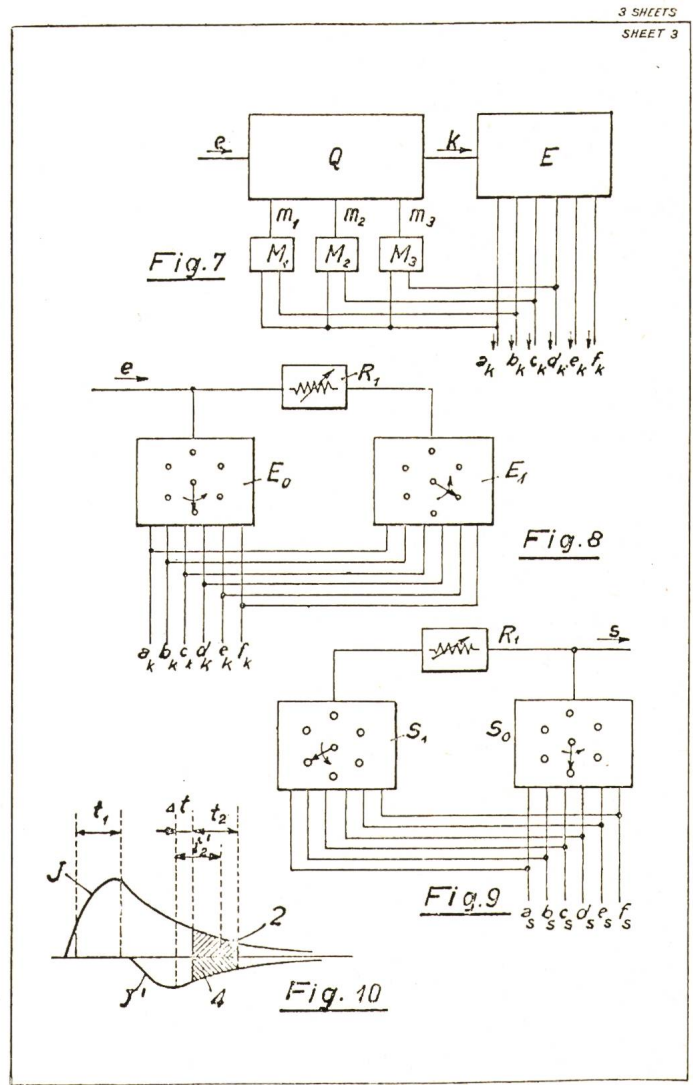 3 SHEETS
SHEET 3
e
Q
k
E
m₁ m₂ m₃
M₁ M₂ M₃
Fig.7
aₖ bₖ cₖ dₖ eₖ fₖ
e
R₁
E₀
E₁
Fig.8
aₖ bₖ cₖ dₖ eₖ fₖ
R₁
s
S₁
S₀
Fig.9
aₛ bₛ cₛ dₛ eₛ fₛ
t₁
Δt
t₂
t'₂
J
2
4
J'
Fig. 10